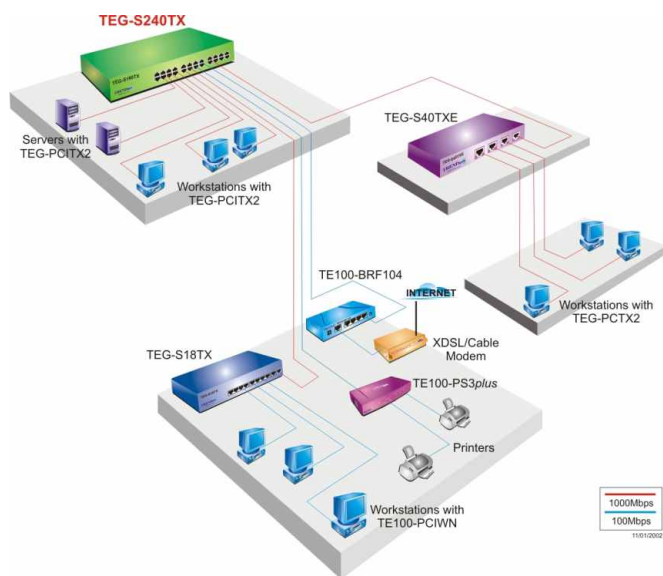 TEG-S240TX
TEG-S40TXE
Servers with
TEG-PCITX2
Workstations with
TEG-PCITX2
Workstations with
TEG-PCTX2
TE100-BRF104
INTERNET
XDSL/Cable
Modem
TEG-S18TX
TE100-PS3plus
Printers
Workstations with
TE100-PCIWN
1000Mbps
100Mbps
11/01/2002